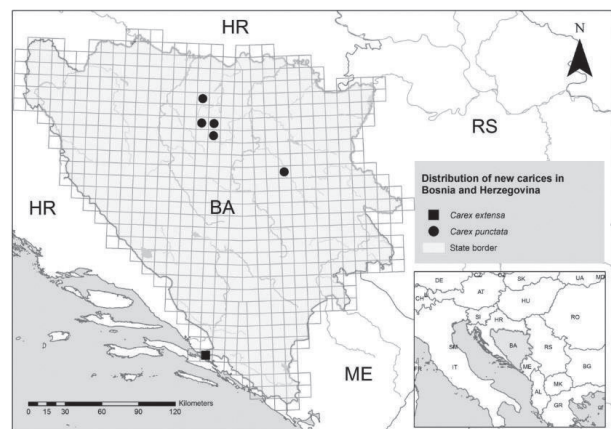 HR
N
RS
HR
BA
ME
Distribution of new carices in
Bosnia and Herzegovina
Carex extensa
Carex punctata
State border
Kilometers
0 15 30 60 90 120
DE
SK
UA
MD
CH
AT
HU
SI
HR
RO
SM
BA
RS
IT
ME
BG
MK
AL
GR